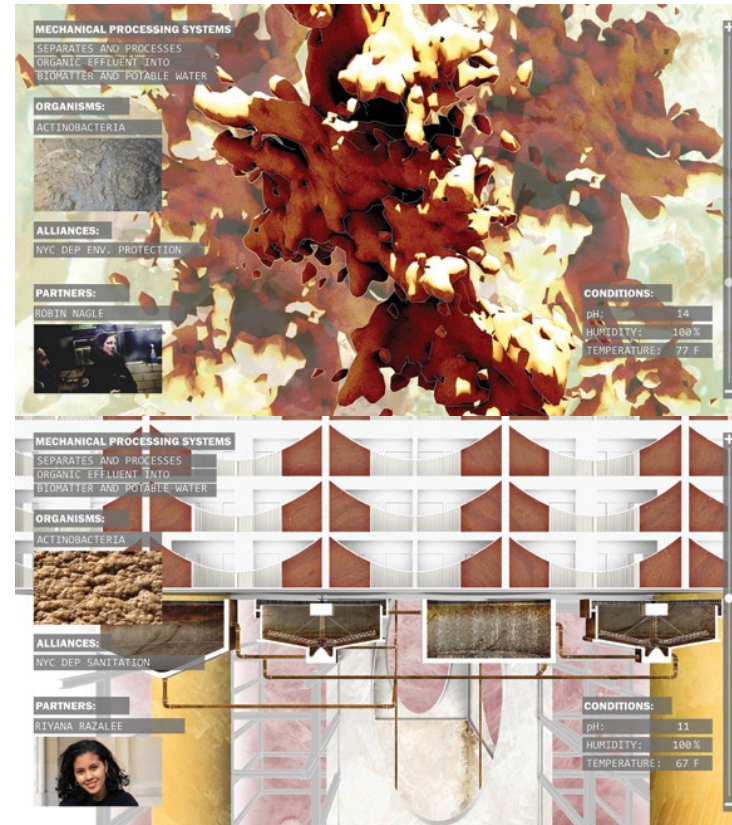 MECHANICAL PROCESSING SYSTEMS
SEPARATES AND PROCESSES
ORGANIC EFFLUENT INTO
BIOMATTER AND POTABLE WATER
ORGANISMS:
ACTINOBACTERIA
ALLIANCES:
NYC DEP ENV. PROTECTION
PARTNERS:
ROBIN NAGLE
CONDITIONS:
pH: 14
HUMIDITY: 100%
TEMPERATURE: 77 F
MECHANICAL PROCESSING SYSTEMS
SEPARATES AND PROCESSES
ORGANIC EFFLUENT INTO
BIOMATTER AND POTABLE WATER
ORGANISMS:
ACTINOBACTERIA
ALLIANCES:
NYC DEP SANITATION
PARTNERS:
RIYANA RAZALEE
CONDITIONS:
pH: 11
HUMIDITY: 100%
TEMPERATURE: 67 F